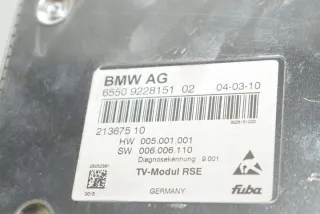 BMW AG
6550 9228151 02 04-03-10
213675 10
HW 005.001.001
SW 006.006.110
Diagnosekennung 9.001
TV-Modul RSE
GERMANY
fuba